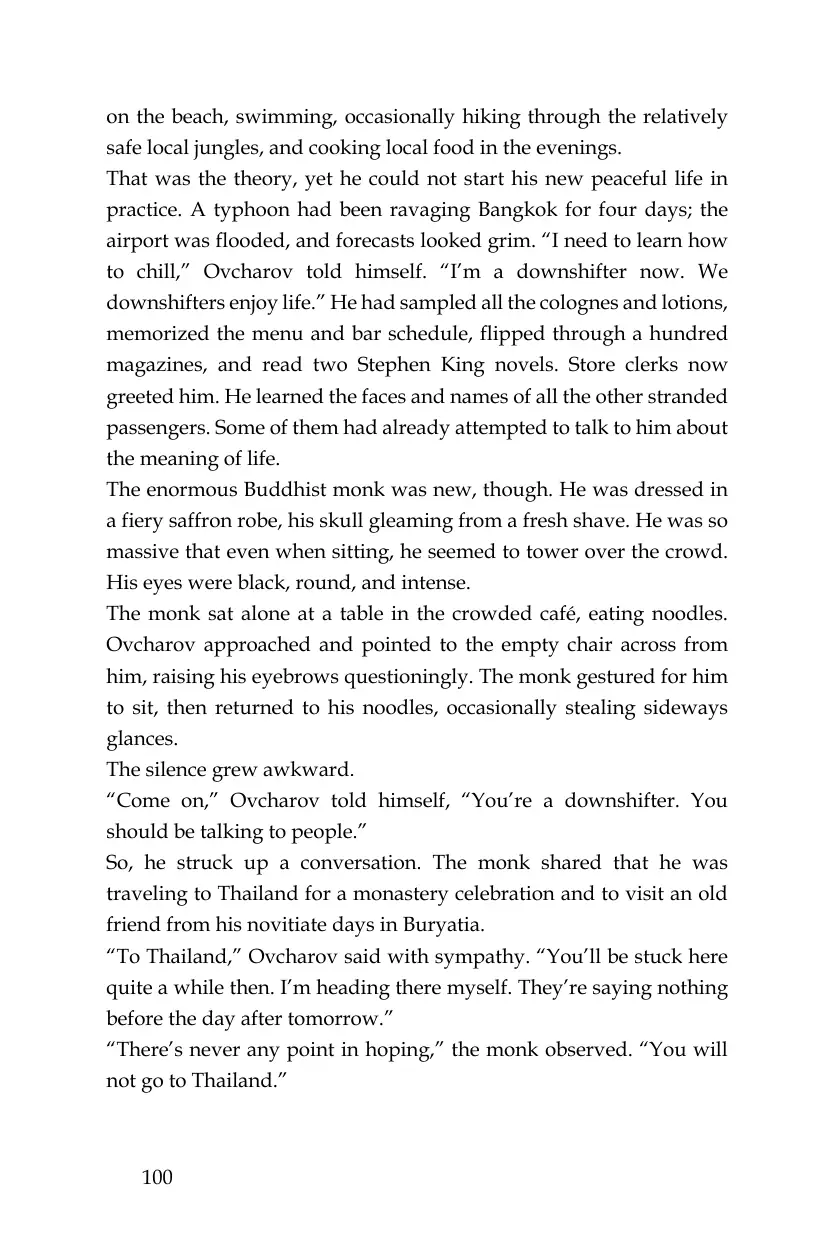 on the beach, swimming, occasionally hiking through the relatively
safe local jungles, and cooking local food in the evenings.
That was the theory, yet he could not start his new peaceful life in
practice. A typhoon had been ravaging Bangkok for four days; the
airport was flooded, and forecasts looked grim. “I need to learn how
to chill,” Ovcharov told himself. “I’m a downshifter now. We
downshifters enjoy life.” He had sampled all the colognes and lotions,
memorized the menu and bar schedule, flipped through a hundred
magazines, and read two Stephen King novels. Store clerks now
greeted him. He learned the faces and names of all the other stranded
passengers. Some of them had already attempted to talk to him about
the meaning of life.
The enormous Buddhist monk was new, though. He was dressed in
a fiery saffron robe, his skull gleaming from a fresh shave. He was so
massive that even when sitting, he seemed to tower over the crowd.
His eyes were black, round, and intense.
The monk sat alone at a table in the crowded café, eating noodles.
Ovcharov approached and pointed to the empty chair across from
him, raising his eyebrows questioningly. The monk gestured for him
to sit, then returned to his noodles, occasionally stealing sideways
glances.
The silence grew awkward.
“Come on,” Ovcharov told himself, “You’re a downshifter. You
should be talking to people.”
So, he struck up a conversation. The monk shared that he was
traveling to Thailand for a monastery celebration and to visit an old
friend from his novitiate days in Buryatia.
“To Thailand,” Ovcharov said with sympathy. “You’ll be stuck here
quite a while then. I’m heading there myself. They’re saying nothing
before the day after tomorrow.”
“There’s never any point in hoping,” the monk observed. “You will
not go to Thailand.”
100